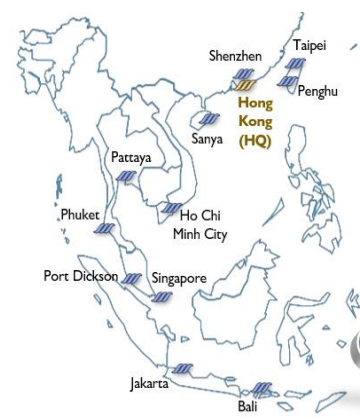 Taipei
Shenzhen
Penghu
Hong
Kong
(HQ)
Sanya
Pattaya
Phuket
Ho Chi
Minh City
Port Dickson
Singapore
Jakarta
Bali